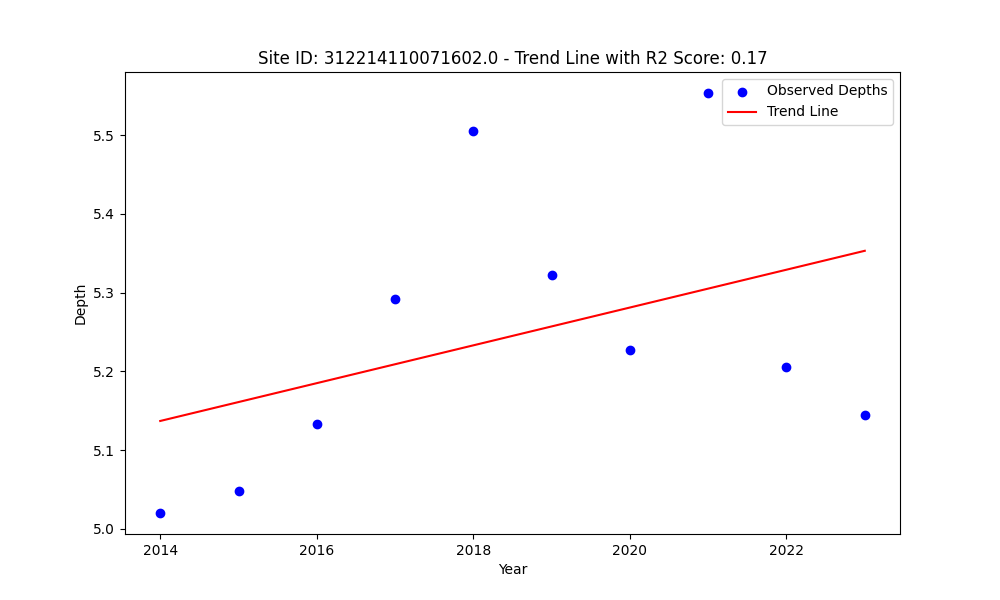 Site ID: 312214110071602.0 - Trend Line with R2 Score: 0.17
Observed Depths
Trend Line
5.5
5.4
5.3
5.2
5.1
5.0
Depth
2014
2016
2018
2020
2022
Year